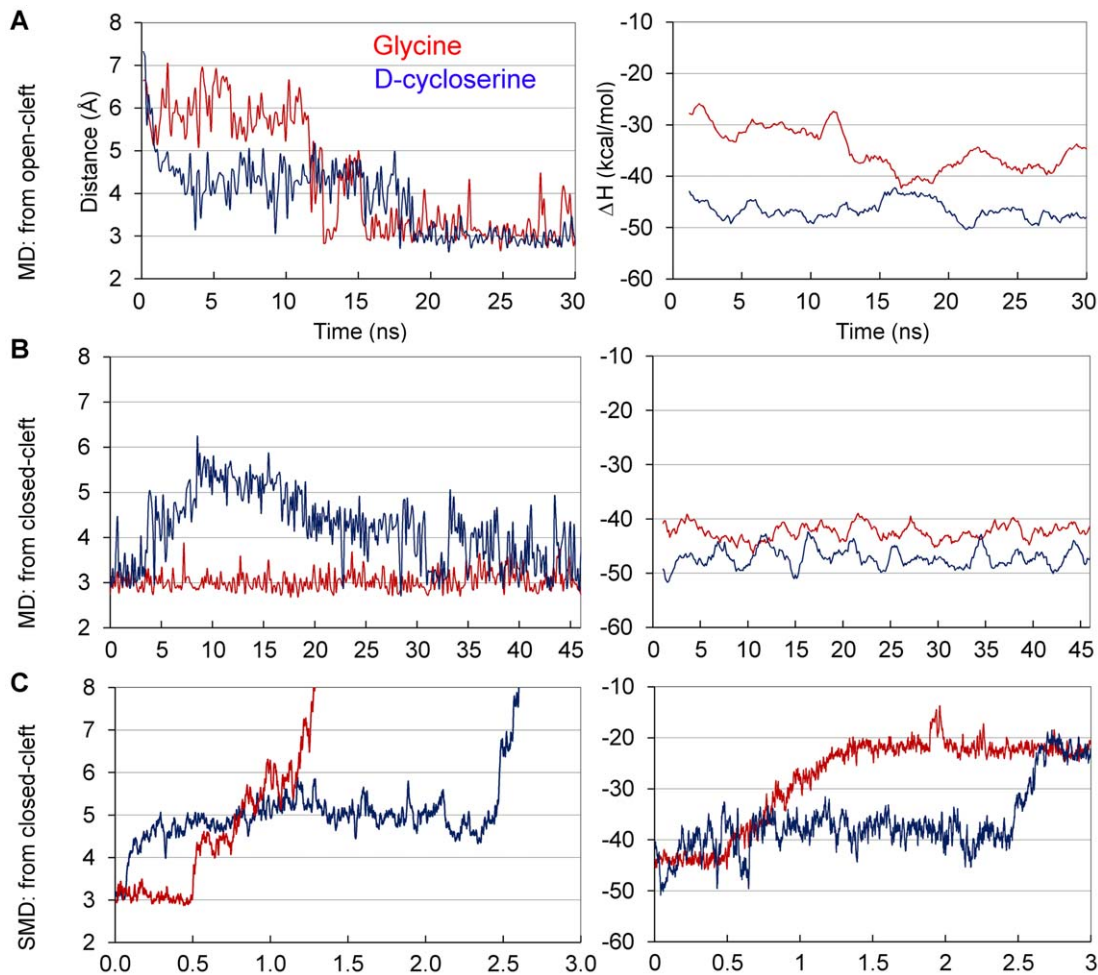 A
MD: from open-cleft
Distance (Å)
8
7
6
5
4
3
2
Glycine
D-cycloserine
0 5 10 15 20 25 30
Time (ns)
ΔH (kcal/mol)
-10
-20
-30
-40
-50
-60
0 5 10 15 20 25 30
Time (ns)
B
MD: from closed-cleft
8
7
6
5
4
3
2
0 5 10 15 20 25 30 35 40 45
-10
-20
-30
-40
-50
-60
0 5 10 15 20 25 30 35 40 45
C
SMD: from closed-cleft
8
7
6
5
4
3
2
0.0 0.5 1.0 1.5 2.0 2.5 3.0
-10
-20
-30
-40
-50
-60
0 0.5 1 1.5 2 2.5 3